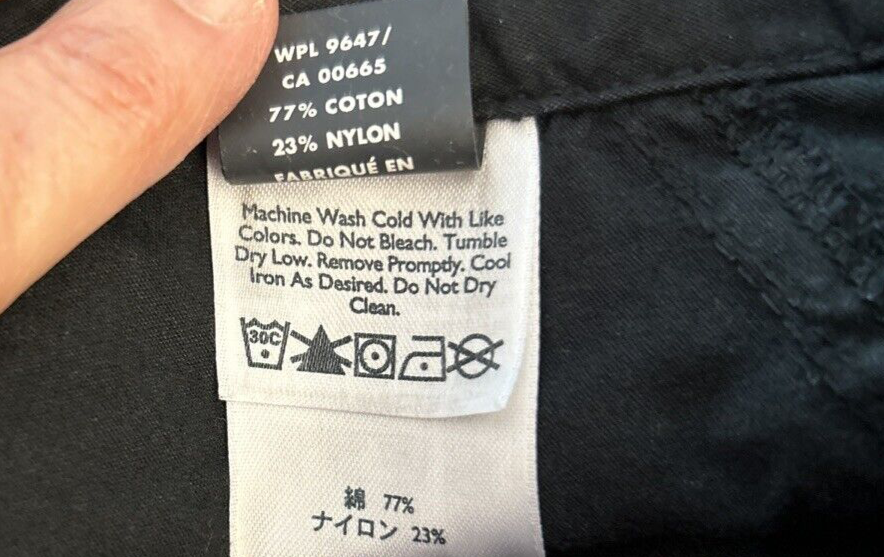 WPL 9647/
CA 00665
77% COTON
23% NYLON
FABRIQUÉ EN
Machine Wash Cold With Like
Colors. Do Not Bleach. Tumble
Dry Low. Remove Promptly. Cool
Iron As Desired. Do Not Dry
Clean.
30C
綿 77%
ナイロン 23%